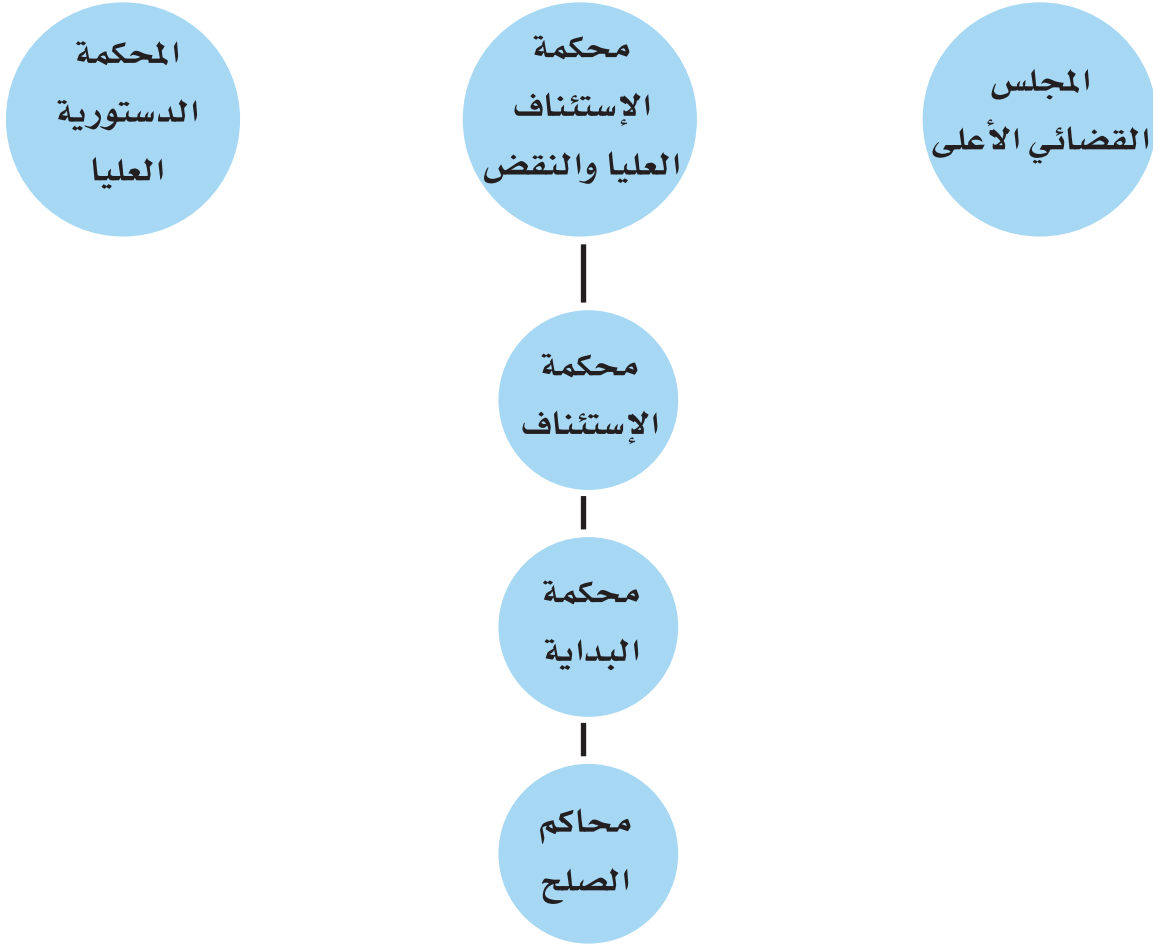 المجلس
القضائي الأعلى
محكمة
الإستئناف
العليا والنقض
المحكمة
الدستورية
العليا
محكمة
الإستئناف
محكمة
البداية
محاكم
الصلح